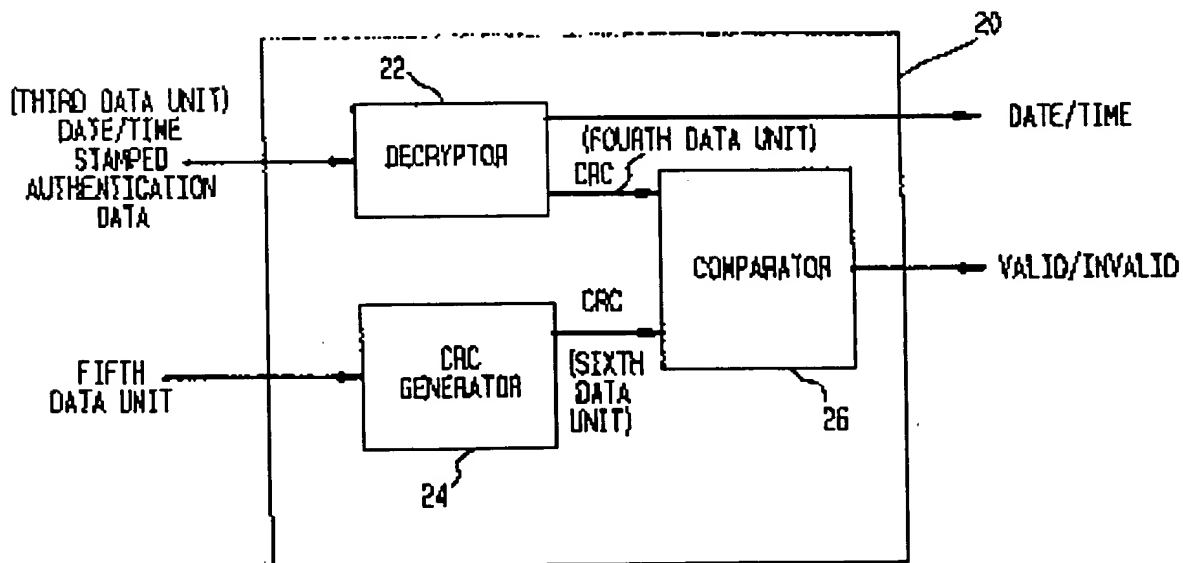 20
22
(THIRD DATA UNIT)
DATE/TIME
STAMPED
AUTHENTICATION
DATA
DECRYPTOR
DATE/TIME
(FOURTH DATA UNIT)
CRC
COMPARATOR
VALID/INVALID
CRC
FIFTH
DATA UNIT
CRC
GENERATOR
(SIXTH
DATA
UNIT)
26
24